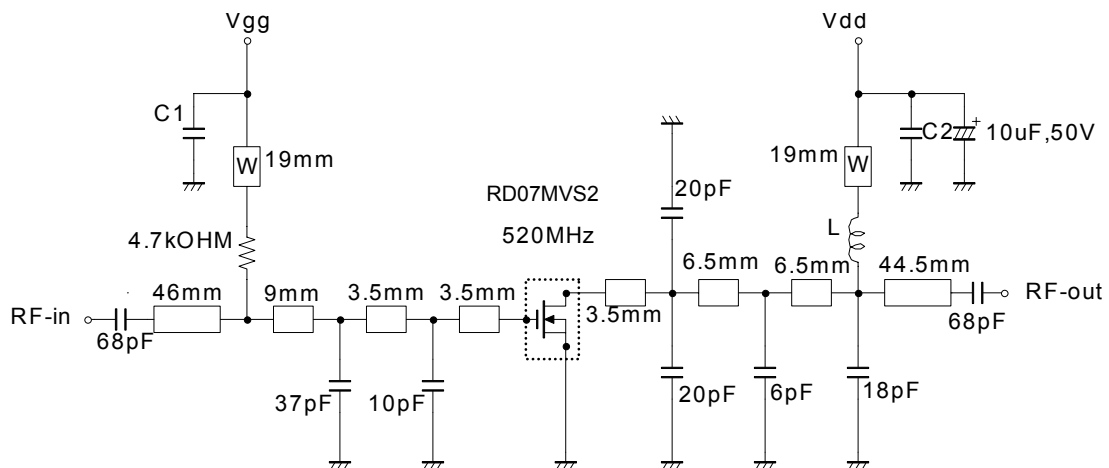 Vgg
Vdd
C1
W
19mm
4.7kOHM
RD07MVS2
520MHz
20pF
19mm
W
C2
+
10uF,50V
L
RF-in
68pF
46mm
9mm
3.5mm
3.5mm
3.5mm
6.5mm
6.5mm
44.5mm
68pF
RF-out
37pF
10pF
20pF
6pF
18pF